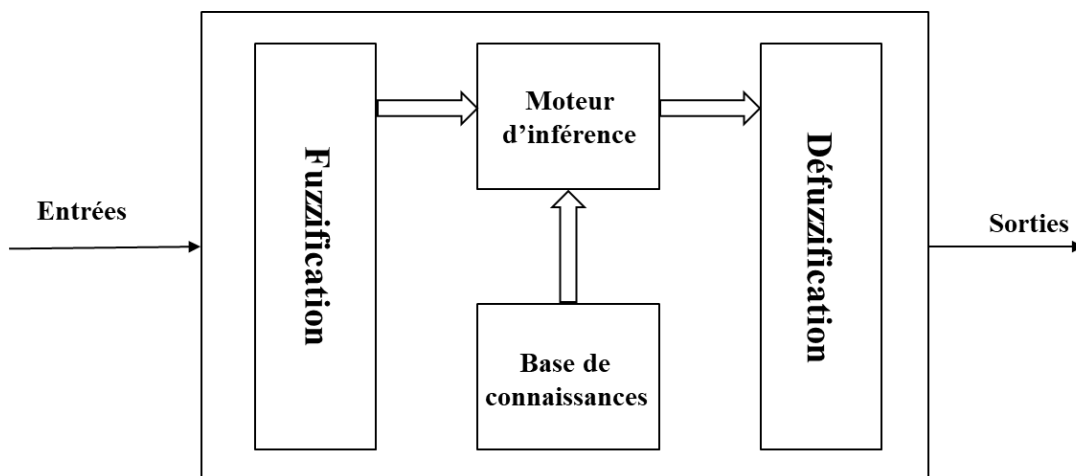 Entrées
Fuzzification
Moteur
d’inférence
Base de
connaissances
Défuzzification
Sorties